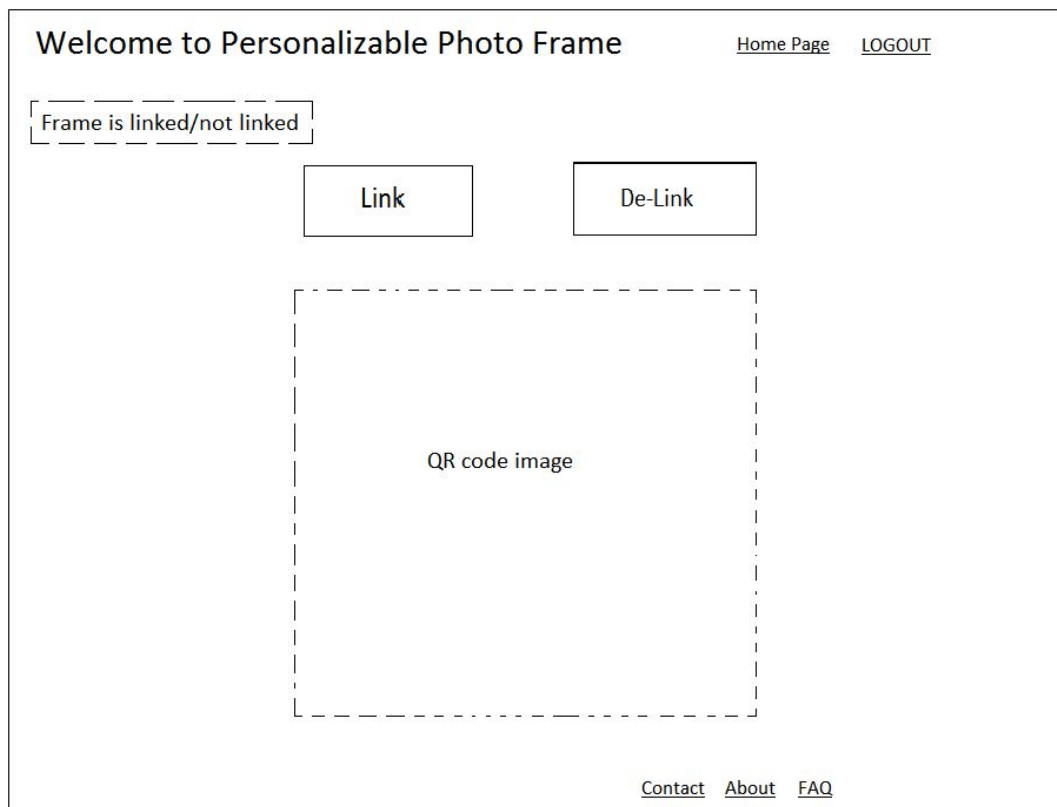 Welcome to Personalizable Photo Frame
Home Page
LOGOUT
Frame is linked/not linked
Link
De-Link
QR code image
Contact
About
FAQ